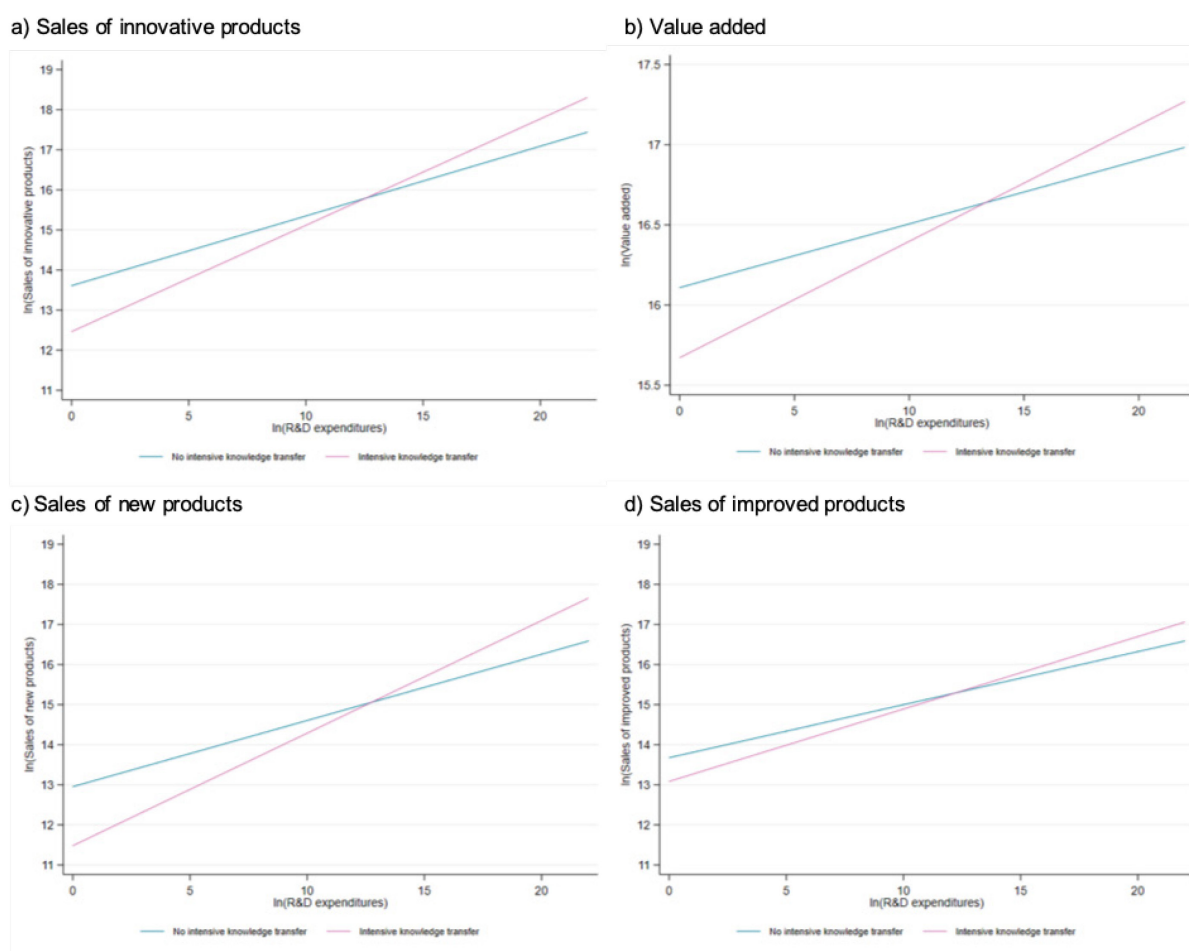 a) Sales of innovative products
19
18
17
16
15
14
13
12
11
ln(Sales of innovative products)
0 5 10 15 20
ln(R&D expenditures)
No intensive knowledge transfer Intensive knowledge transfer
b) Value added
17.5
17
16.5
16
15.5
ln(Value added)
0 5 10 15 20
ln(R&D expenditures)
No intensive knowledge transfer Intensive knowledge transfer
c) Sales of new products
19
18
17
16
15
14
13
12
11
ln(Sales of new products)
0 5 10 15 20
ln(R&D expenditures)
No intensive knowledge transfer Intensive knowledge transfer
d) Sales of improved products
19
18
17
16
15
14
13
12
11
ln(Sales of improved products)
0 5 10 15 20
ln(R&D expenditures)
No intensive knowledge transfer Intensive knowledge transfer